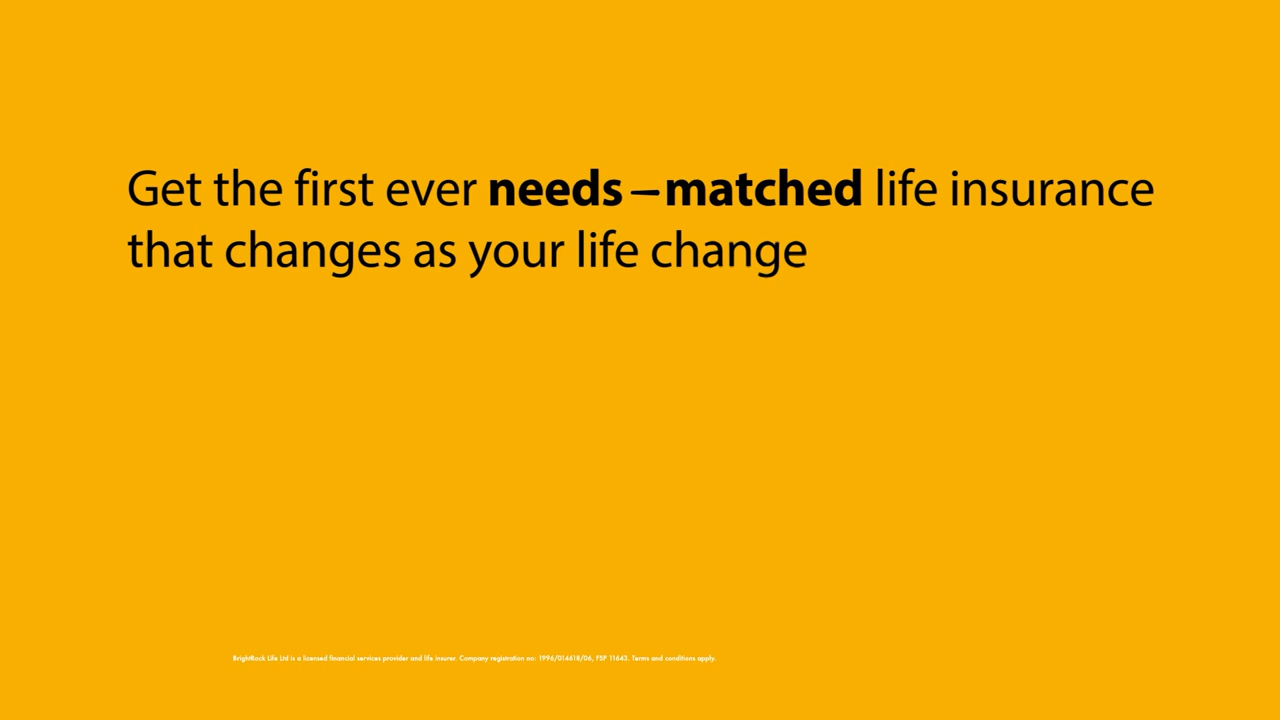 Get the first ever needs–matched life insurance
that changes as your life change
BrightRock Life Ltd is a licensed financial services provider and life insurer. Company registration no: 1996/014618/06, FSP 11643. Terms and conditions apply.